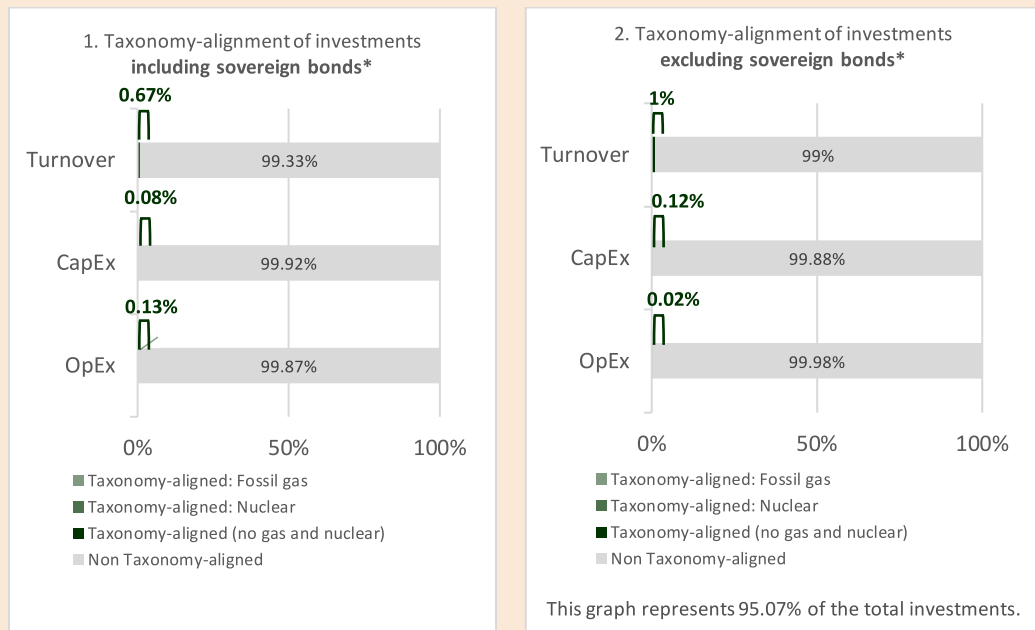 1. Taxonomy-alignment of investments
including sovereign bonds*
0.67%
Turnover
99.33%
0.08%
CapEx
99.92%
0.13%
OpEx
99.87%
0%
50%
100%
Taxonomy-aligned: Fossil gas
Taxonomy-aligned: Nuclear
Taxonomy-aligned (no gas and nuclear)
Non Taxonomy-aligned
2. Taxonomy-alignment of investments
excluding sovereign bonds*
1%
Turnover
99%
0.12%
CapEx
99.88%
0.02%
OpEx
99.98%
0%
50%
100%
Taxonomy-aligned: Fossil gas
Taxonomy-aligned: Nuclear
Taxonomy-aligned (no gas and nuclear)
Non Taxonomy-aligned
This graph represents 95.07% of the total investments.